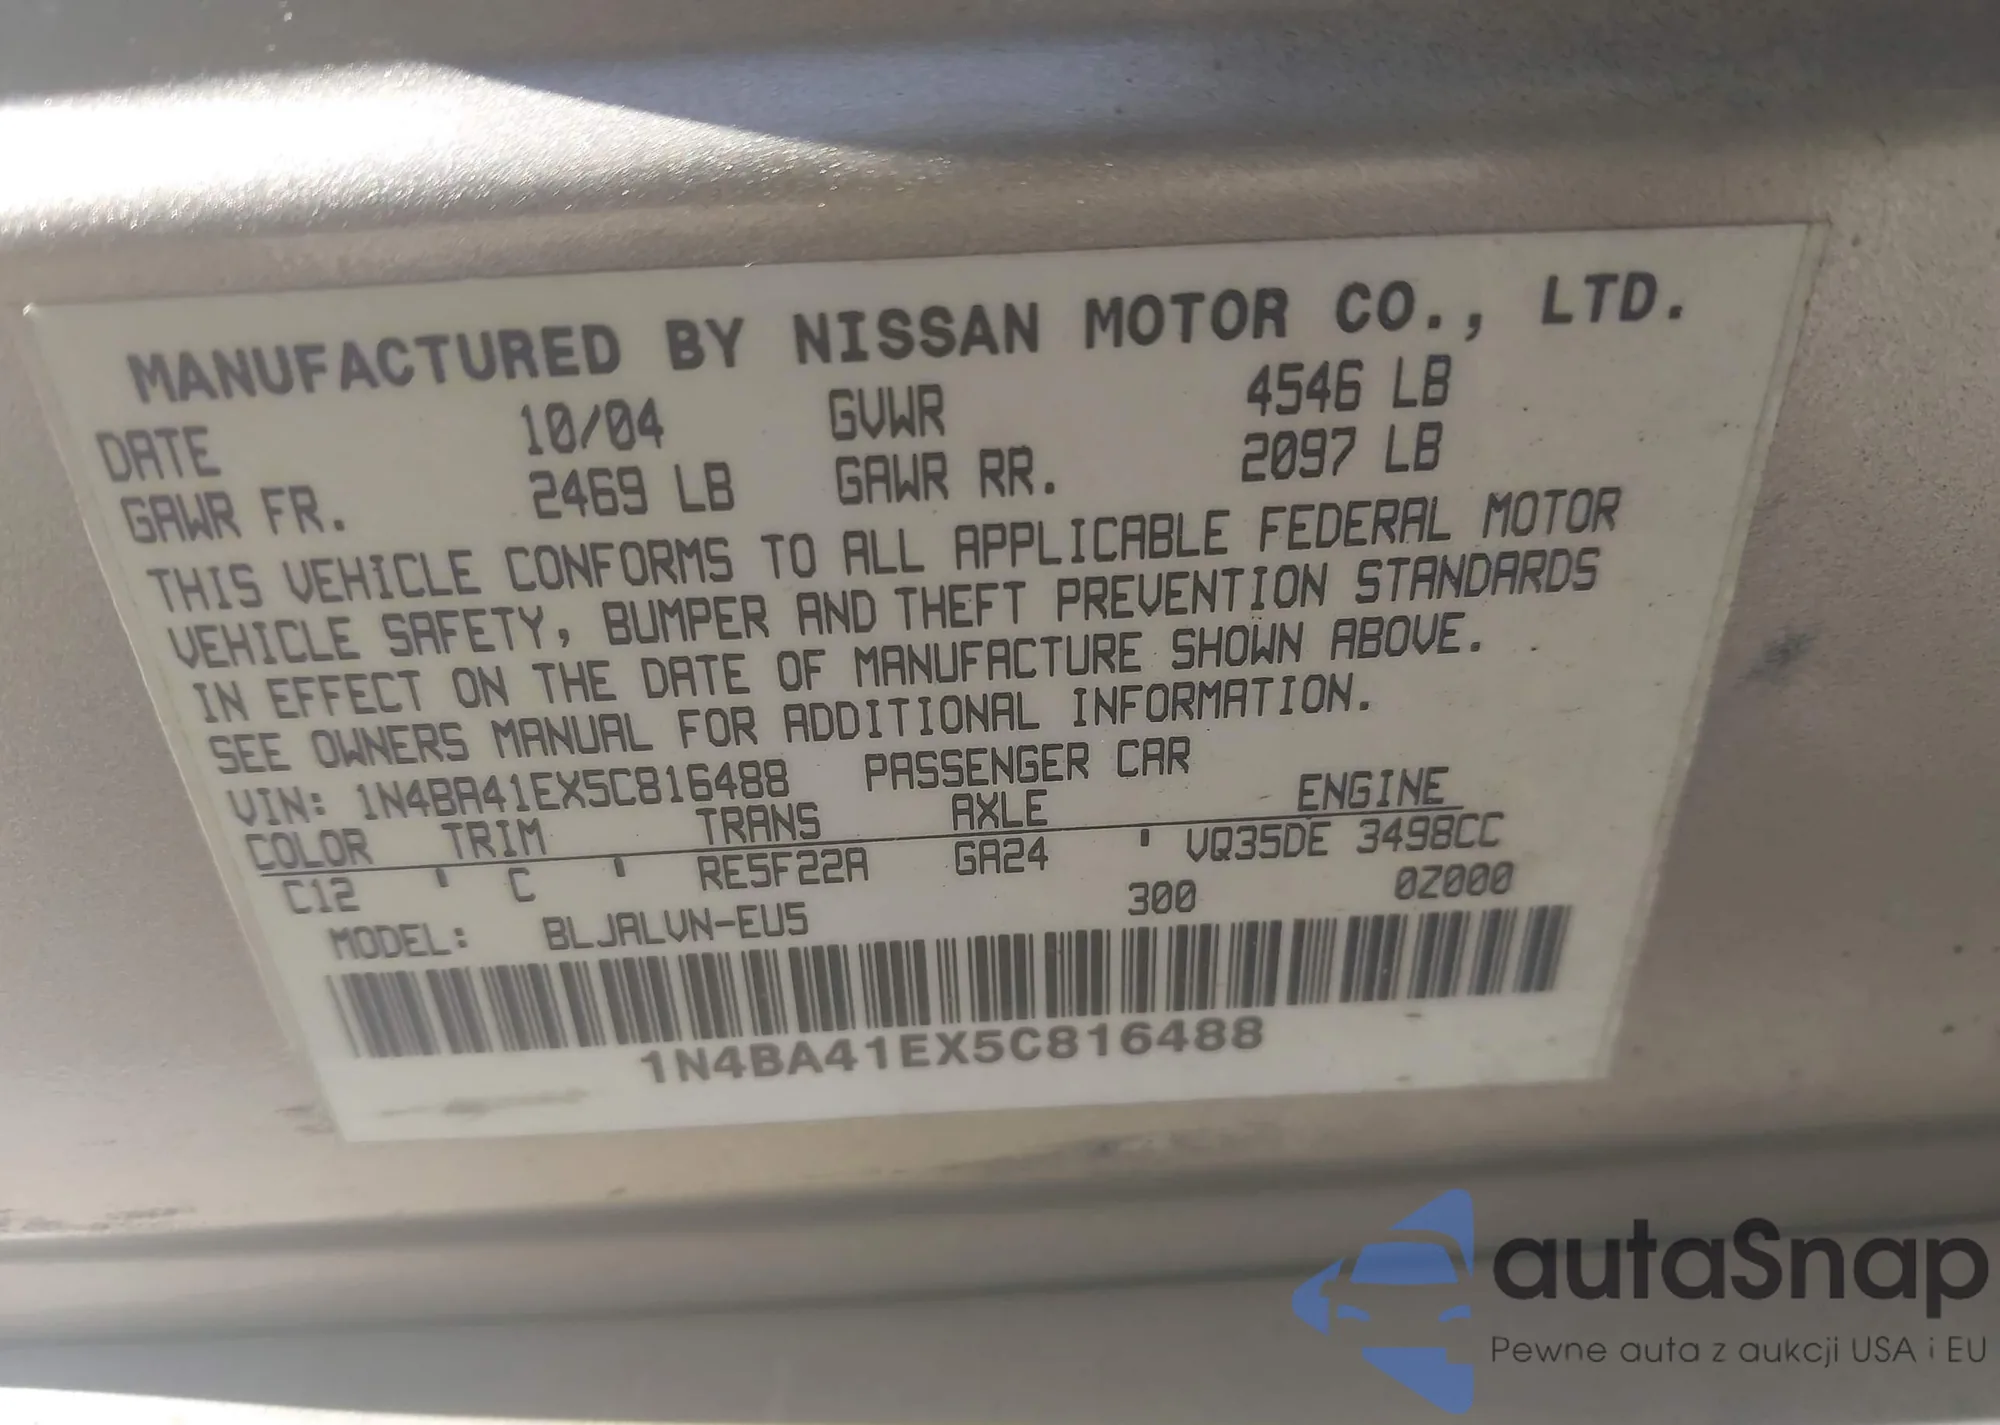 MANUFACTURED BY NISSAN MOTOR CO., LTD.
DATE 10/04 GVWR 4546 LB
GAWR FR. 2469 LB GAWR RR. 2097 LB
THIS VEHICLE CONFORMS TO ALL APPLICABLE FEDERAL MOTOR
VEHICLE SAFETY, BUMPER AND THEFT PREVENTION STANDARDS
IN EFFECT ON THE DATE OF MANUFACTURE SHOWN ABOVE.
SEE OWNERS MANUAL FOR ADDITIONAL INFORMATION.
VIN: 1N4BA41EX5C816488 PASSENGER CAR
COLOR TRIM TRANS AXLE ENGINE
C12 ' C ' RE5F22A GA24 ' VQ35DE 3498CC
MODEL: BLJALVN-EU5 300 0Z000
1N4BA41EX5C816488
autaSnap
Pewne auta z aukcji USA i EU